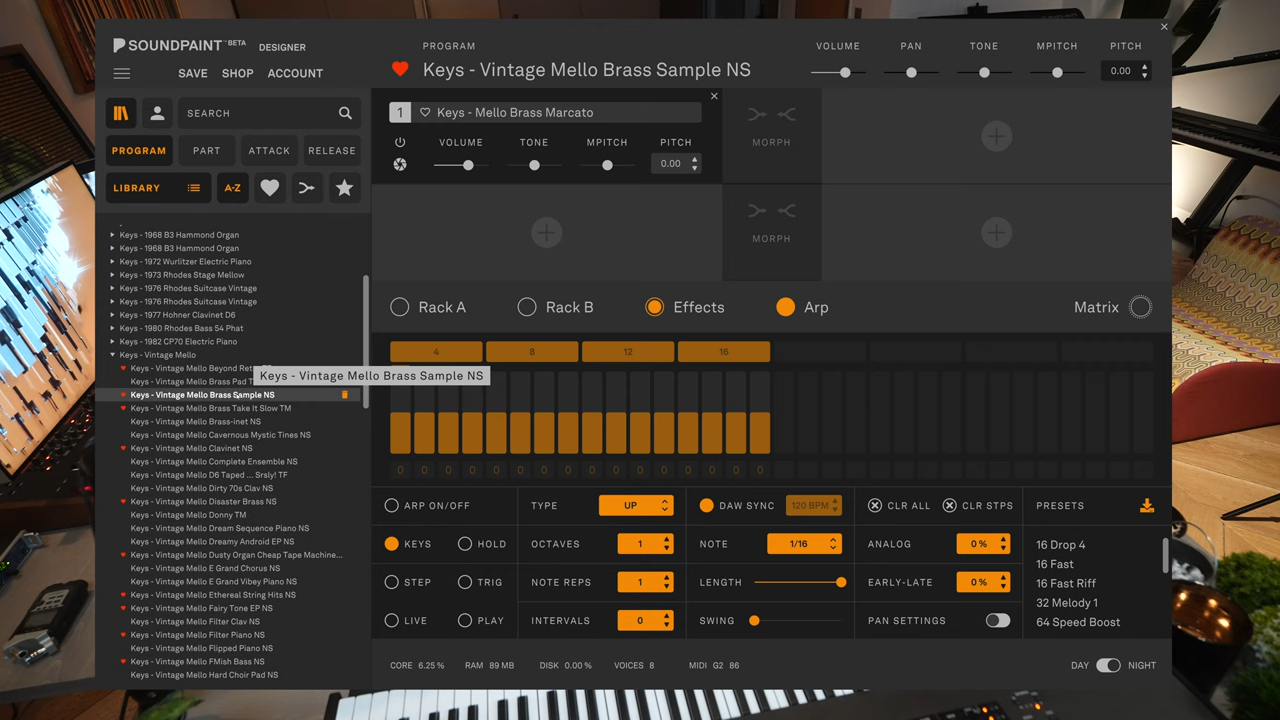 SOUNDPAINT BETA DESIGNER
SAVE SHOP ACCOUNT
PROGRAM
Keys - Vintage Mello Brass Sample NS
VOLUME PAN TONE MPITCH PITCH
0.00
SEARCH
PROGRAM PART ATTACK RELEASE
LIBRARY A-Z
1 Keys - Mello Brass Marcato
VOLUME TONE MPITCH PITCH
0.00
MORPH
MORPH
Keys - 1968 B3 Hammond Organ
Keys - 1968 B3 Hammond Organ
Keys - 1972 Wurlitzer Electric Piano
Keys - 1973 Rhodes Stage Mellow
Keys - 1976 Rhodes Suitcase Vintage
Keys - 1976 Rhodes Suitcase Vintage
Keys - 1977 Hohner Clavinet D6
Keys - 1980 Rhodes Bass 54 Phat
Keys - 1982 CP70 Electric Piano
Keys - Vintage Mello
Keys - Vintage Mello Beyond
Keys - Vintage Mello Brass Pad
Keys - Vintage Mello Brass Sample NS
Keys - Vintage Mello Brass Sample NS
Keys - Vintage Mello Brass Take It Slow TM
Keys - Vintage Mello Brass-inet NS
Keys - Vintage Mello Cavernous Mystic Tines NS
Keys - Vintage Mello Clavinet NS
Keys - Vintage Mello Complete Ensemble NS
Keys - Vintage Mello D6 Taped ... Srsly! TF
Keys - Vintage Mello Dirty 70s Clav NS
Keys - Vintage Mello Disaster Brass NS
Keys - Vintage Mello Donny TM
Keys - Vintage Mello Dream Sequence Piano NS
Keys - Vintage Mello Dreamy Android EP NS
Keys - Vintage Mello Dusty Organ Cheap Tape Machine...
Keys - Vintage Mello E Grand Chorus NS
Keys - Vintage Mello E Grand Vibey Piano NS
Keys - Vintage Mello Ethereal String Hits NS
Keys - Vintage Mello Fairy Tone EP NS
Keys - Vintage Mello Filter Clav NS
Keys - Vintage Mello Filter Piano NS
Keys - Vintage Mello Flipped Piano NS
Keys - Vintage Mello FMish Bass NS
Keys - Vintage Mello Hard Choir Pad NS
Rack A Rack B Effects Arp Matrix
4 8 12 16
0 0 0 0 0 0 0 0 0 0 0 0 0 0 0 0
ARP ON/OFF TYPE UP DAW SYNC 120 BPM CLR ALL CLR STPS PRESETS
KEYS HOLD OCTAVES 1 NOTE 1/16 ANALOG 0 %
STEP TRIG NOTE REPS 1 LENGTH EARLY-LATE 0 %
LIVE PLAY INTERVALS 0 SWING PAN SETTINGS
16 Drop 4
16 Fast
16 Fast Riff
32 Melody 1
64 Speed Boost
CORE 6.25 % RAM 89 MB DISK 0.00 % VOICES 8 MIDI G2 86 DAY NIGHT